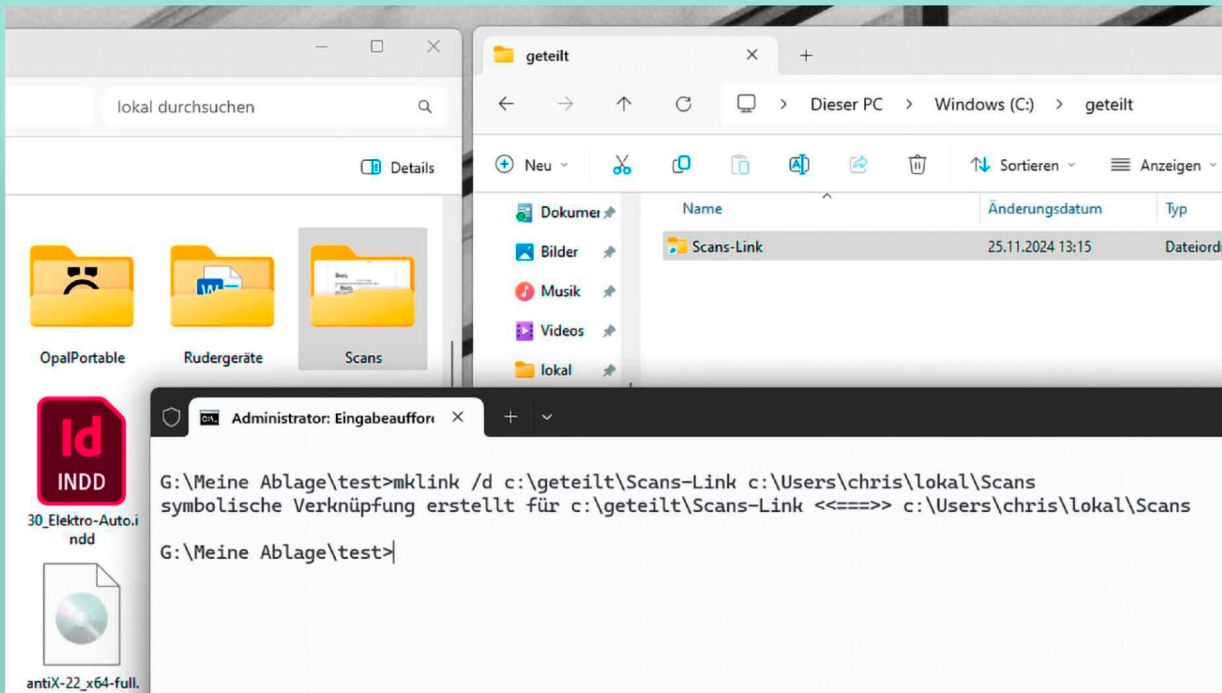 lokal durchsuchen
Details
OpalPortable
Rudergeräte
Scans
Id
INDD
30_Elektro-Auto.i
ndd
antiX-22_x64-full.
geteilt
Dieser PC > Windows (C:) > geteilt
Neu
Sortieren
Anzeigen
Name
Änderungsdatum
Typ
Scans-Link
25.11.2024 13:15
Dateiord
Dokumen
Bilder
Musik
Videos
lokal
Administrator: Eingabeauffor
G:\Meine Ablage\test>mklink /d c:\geteilt\Scans-Link c:\Users\chris\lokal\Scans
symbolische Verknüpfung erstellt für c:\geteilt\Scans-Link <<===>> c:\Users\chris\lokal\Scans
G:\Meine Ablage\test>